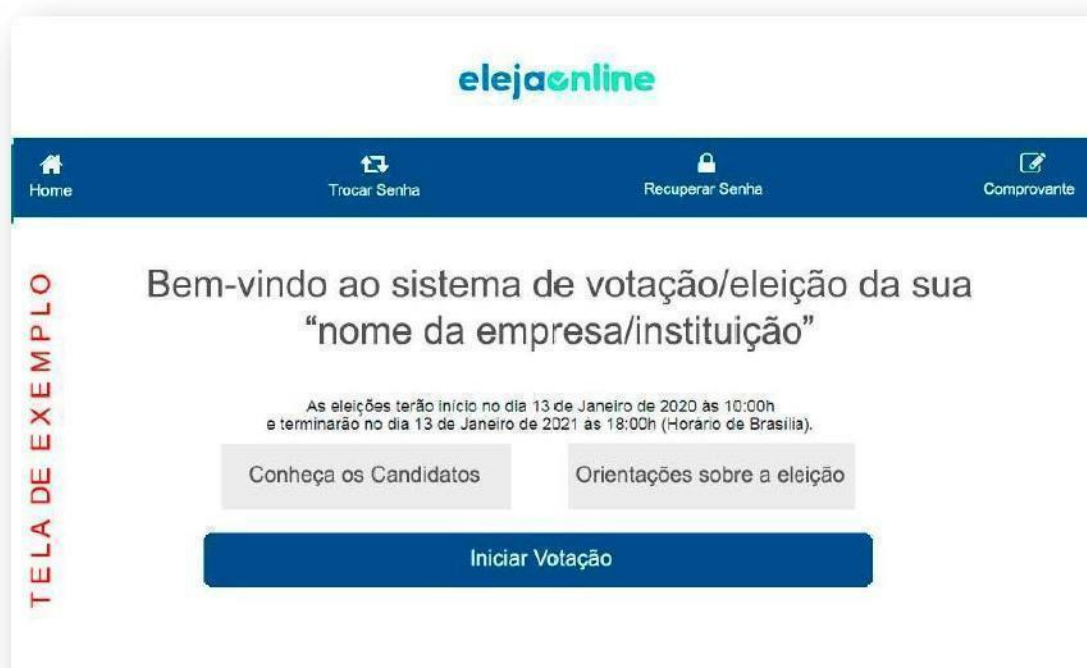 elejaonline
Home
Trocar Senha
Recuperar Senha
Comprovante
TELA DE EXEMPLO
Bem-vindo ao sistema de votação/eleição da sua
“nome da empresa/instituição”
As eleições terão início no dia 13 de Janeiro de 2020 às 10:00h
e terminarão no dia 13 de Janeiro de 2021 às 18:00h (Horário de Brasília).
Conheça os Candidatos
Orientações sobre a eleição
Iniciar Votação